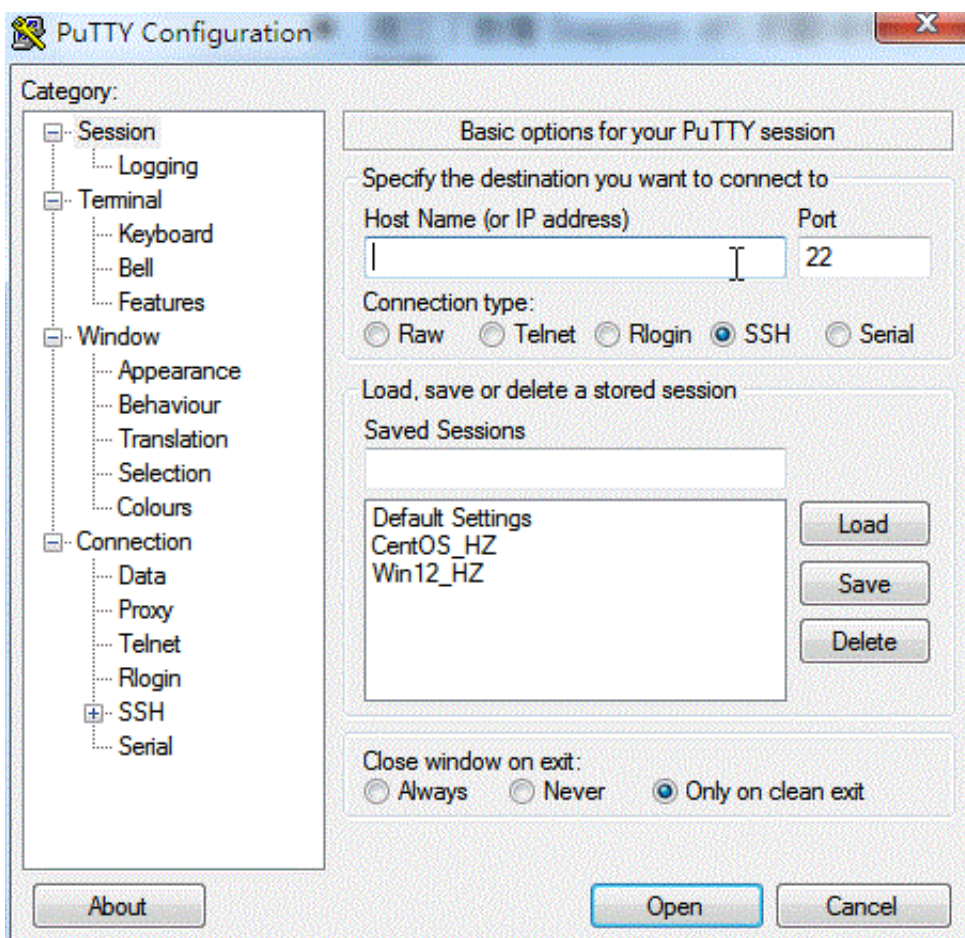 PuTTY Configuration
Category:
Session
Logging
Terminal
Keyboard
Bell
Features
Window
Appearance
Behaviour
Translation
Selection
Colours
Connection
Data
Proxy
Telnet
Rlogin
SSH
Serial
Basic options for your PuTTY session
Specify the destination you want to connect to
Host Name (or IP address) Port
22
Connection type:
Raw Telnet Rlogin SSH Serial
Load, save or delete a stored session
Saved Sessions
Default Settings
CentOS_HZ
Win12_HZ
Load
Save
Delete
Close window on exit:
Always Never Only on clean exit
About Open Cancel